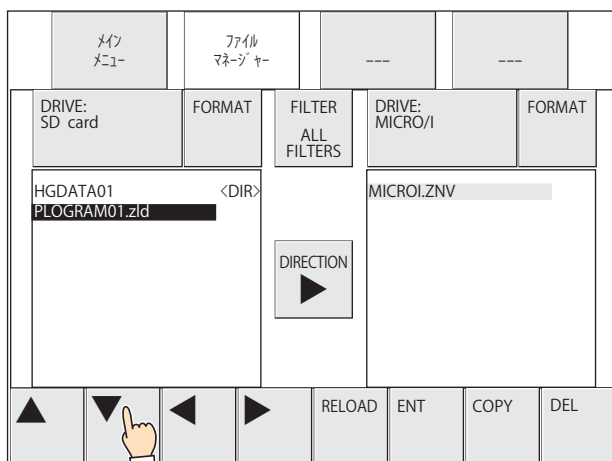 メイン
メニュー
ファイル
マネージャー
---
---
DRIVE:
SD card
FORMAT
FILTER
ALL
FILTERS
DRIVE:
MICRO/I
FORMAT
HGDATA01 <DIR>
PLOGRAM01.zld
MICROI.ZNV
DIRECTION
RELOAD
ENT
COPY
DEL